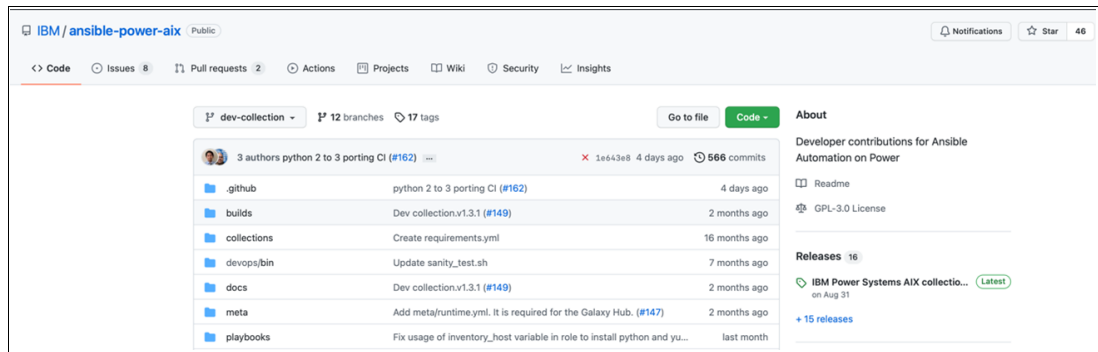 IBM / ansible-power-aix Public
Notifications Star 46
Code Issues 8 Pull requests 2 Actions Projects Wiki Security Insights
dev-collection 12 branches 17 tags Go to file Code
3 authors python 2 to 3 porting CI (#162) ... 1e643e8 4 days ago 566 commits
.github python 2 to 3 porting CI (#162) 4 days ago
builds Dev collection.v1.3.1 (#149) 2 months ago
collections Create requirements.yml 16 months ago
devops/bin Update sanity_test.sh 7 months ago
docs Dev collection.v1.3.1 (#149) 2 months ago
meta Add meta/runtime.yml. It is required for the Galaxy Hub. (#147) 2 months ago
playbooks Fix usage of inventory_host variable in role to install python and yu... last month
About
Developer contributions for Ansible
Automation on Power
Readme
GPL-3.0 License
Releases 16
IBM Power Systems AIX collectio... Latest
on Aug 31
+ 15 releases